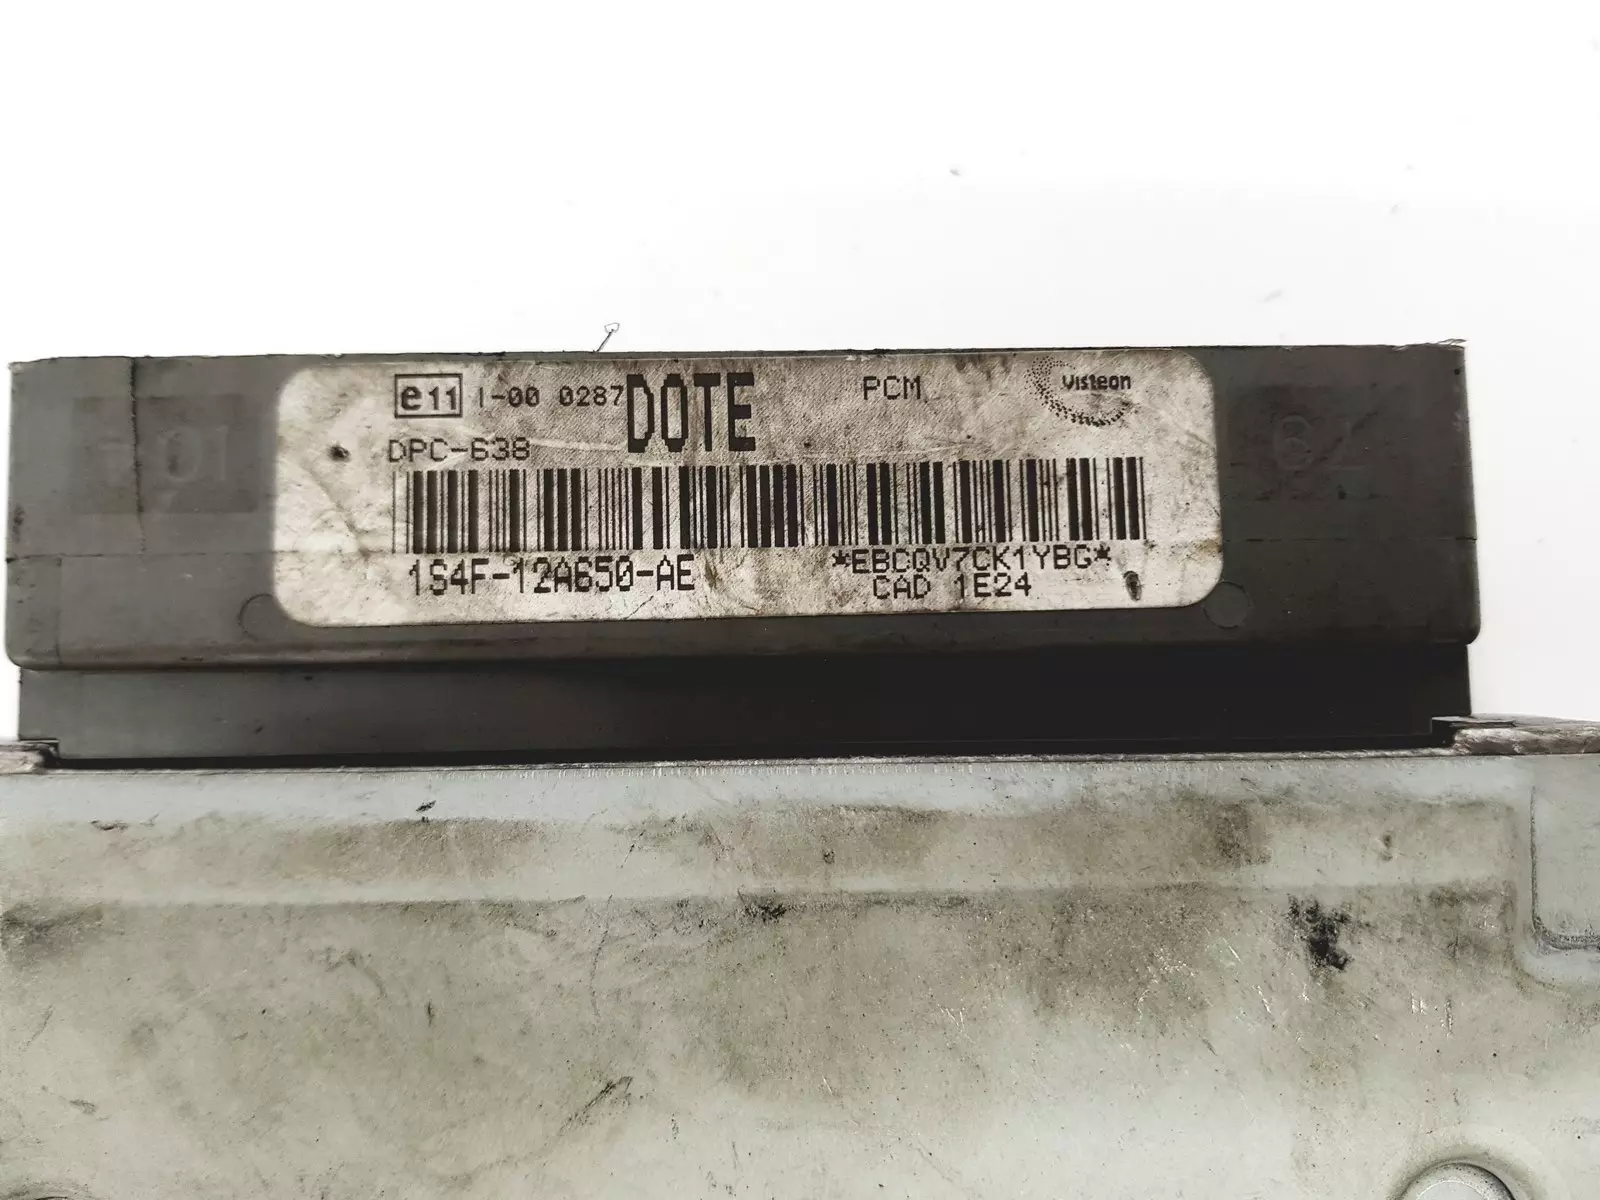 e11 I-00 0287 DOTE PCM Visteon
DPC-638
1S4F-12A650-AE *EBCQV7CK1YBG*
CAD 1E24